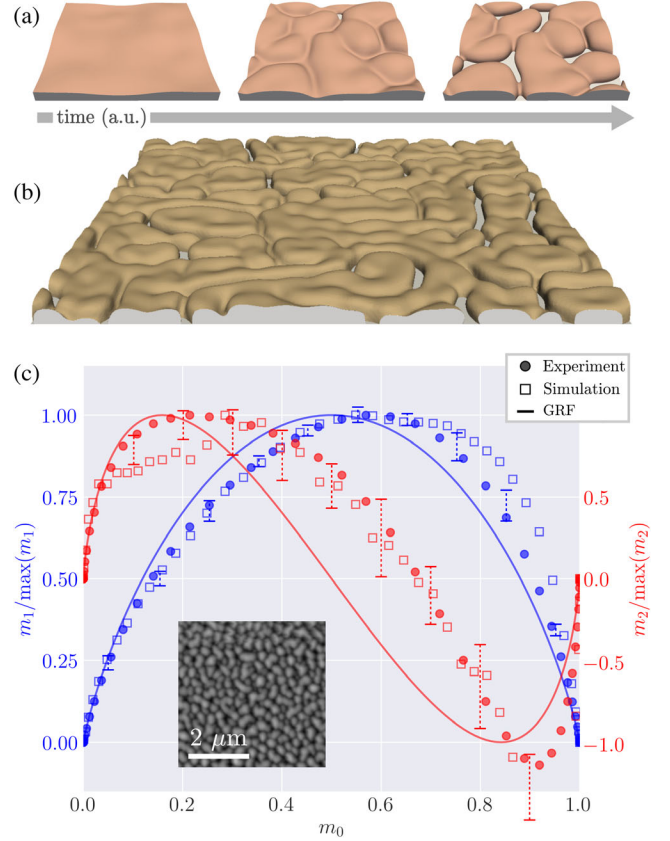 (a)
time (a.u.)
(b)
(c)
Experiment
Simulation
GRF
1.00
0.75
0.50
0.25
0.00
m₁/max(m₁)
0.5
0.0
−0.5
−1.0
m₂/max(m₂)
2 μm
0.0 0.2 0.4 0.6 0.8 1.0
m₀